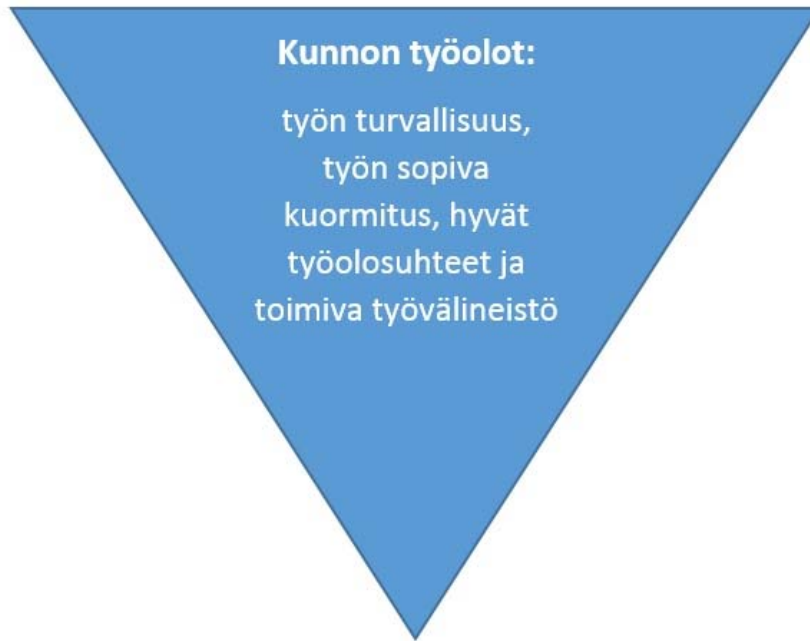 Kunnon työolot:
työn turvallisuus,
työn sopiva
kuormitus, hyvät
työolosuhteet ja
toimiva työvälineistö